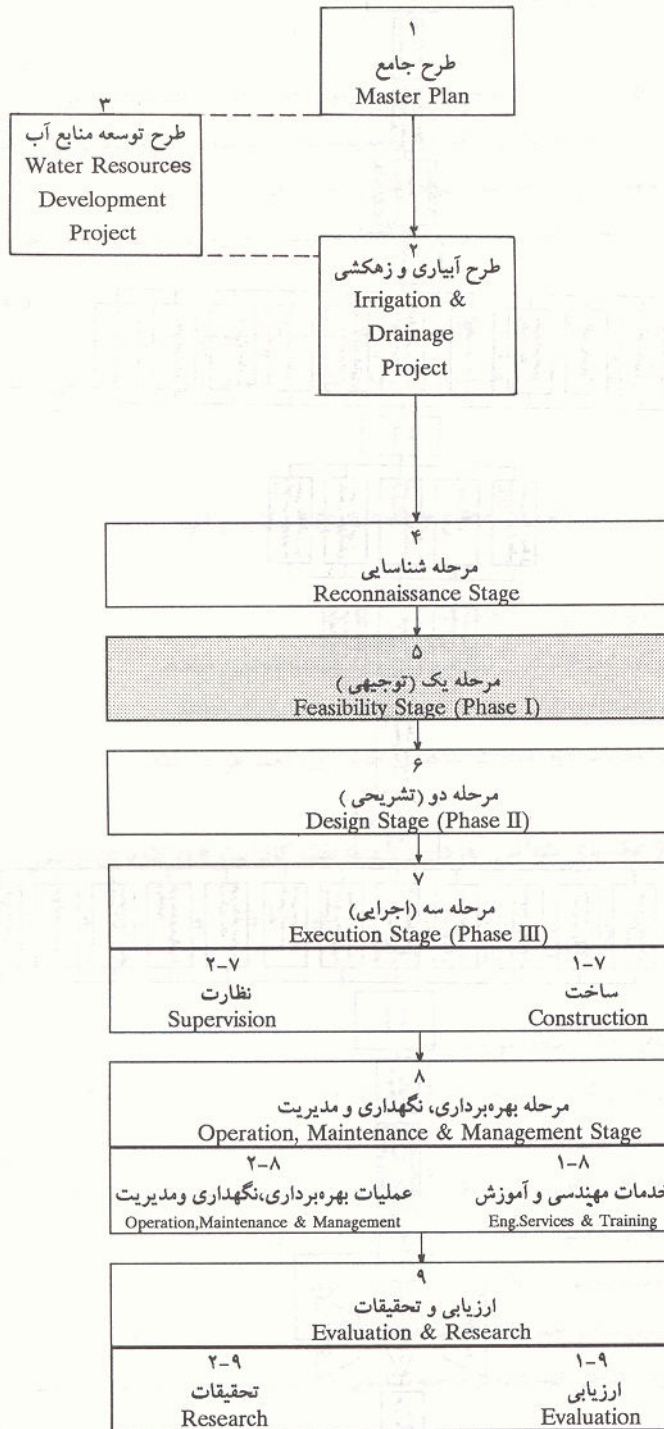 ۱
طرح جامع
Master Plan
۳
طرح توسعه منابع آب
Water Resources
Development
Project
۲
طرح آبیاری و زهکشی
Irrigation &
Drainage
Project
۴
مرحله شناسایی
Reconnaissance Stage
۵
مرحله یک (توجیهی)
Feasibility Stage (Phase I)
۶
مرحله دو (تشریحی)
Design Stage (Phase II)
۷
مرحله سه (اجرایی)
Execution Stage (Phase III)
۱-۷
ساخت
Construction
۲-۷
نظارت
Supervision
۸
مرحله بهره‌برداری، نگهداری و مدیریت
Operation, Maintenance & Management Stage
۱-۸
خدمات مهندسی و آموزش
Eng.Services & Training
۲-۸
عملیات بهره‌برداری،نگهداری ومدیریت
Operation,Maintenance & Management
۹
ارزیابی و تحقیقات
Evaluation & Research
۱-۹
ارزیابی
Evaluation
۲-۹
تحقیقات
Research